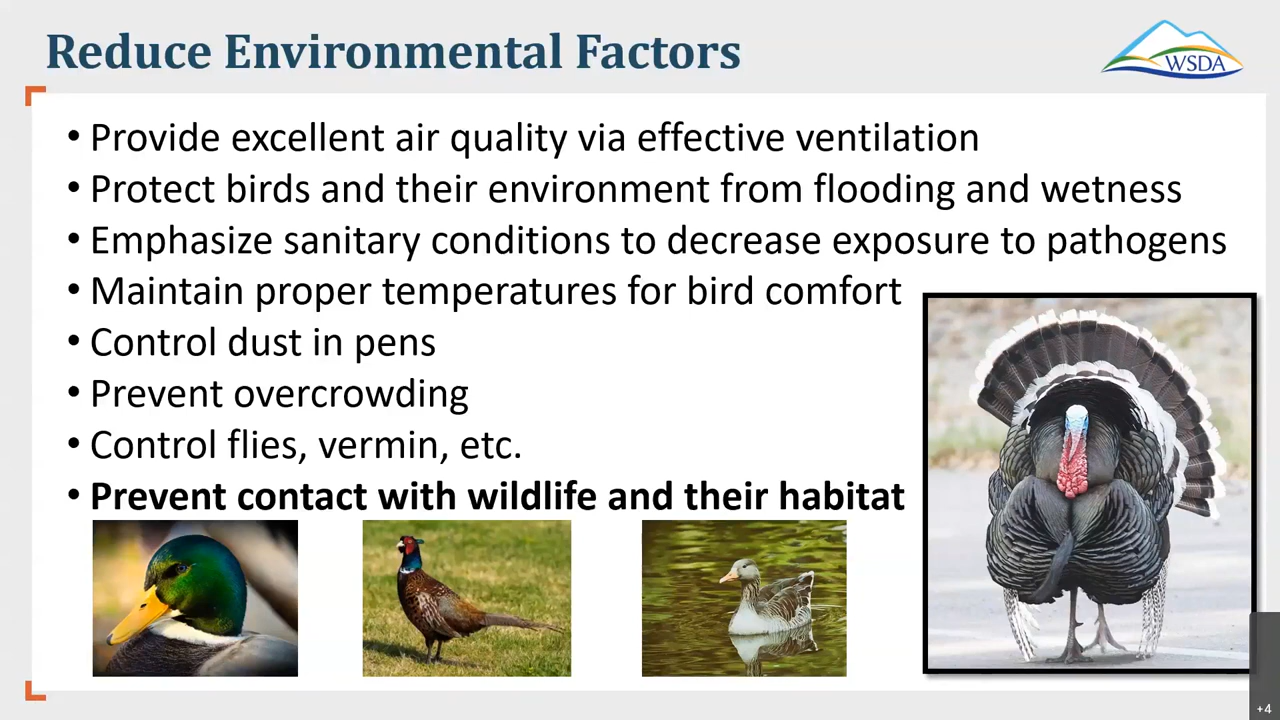 Reduce Environmental Factors
WSDA
• Provide excellent air quality via effective ventilation
• Protect birds and their environment from flooding and wetness
• Emphasize sanitary conditions to decrease exposure to pathogens
• Maintain proper temperatures for bird comfort
• Control dust in pens
• Prevent overcrowding
• Control flies, vermin, etc.
• Prevent contact with wildlife and their habitat
+4